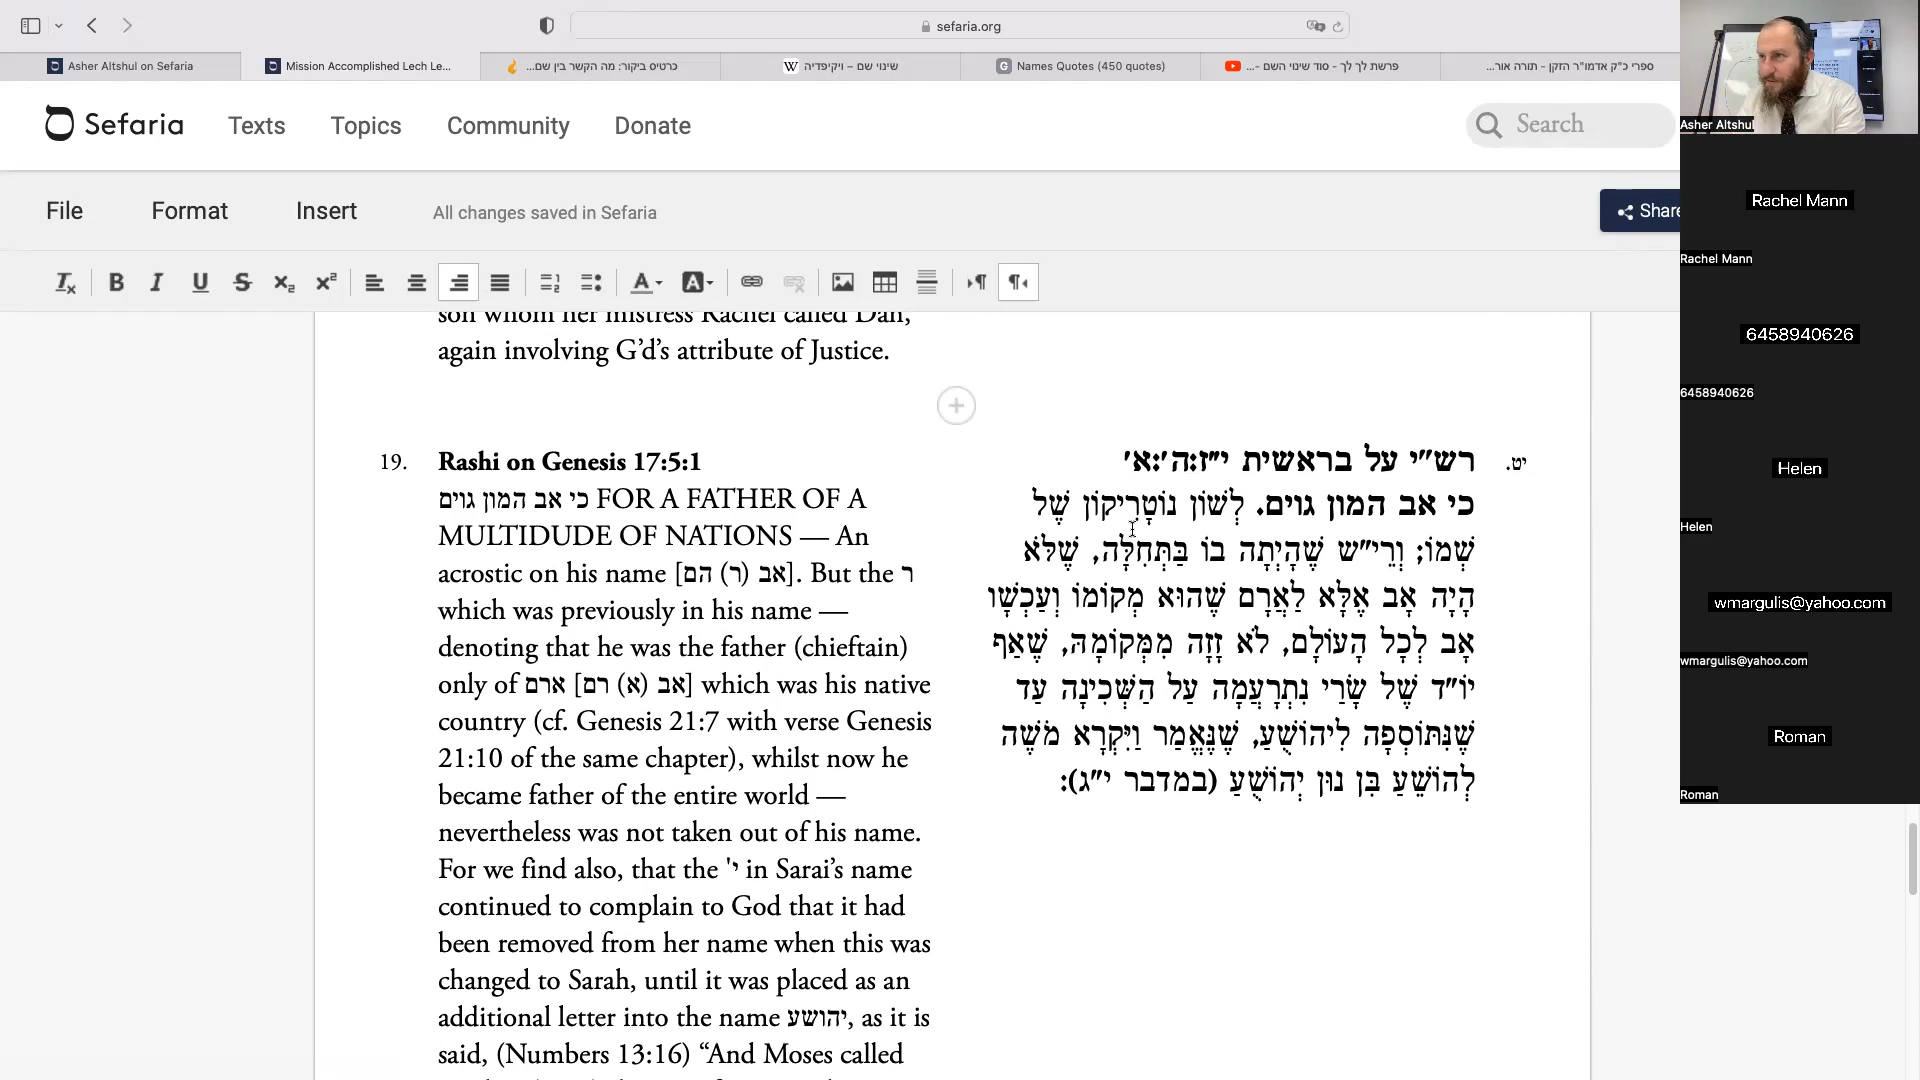 sefaria.org
Asher Altshul on Sefaria
Mission Accomplished Lech Le...
כרטיס ביקור: מה הקשר בין שם...
שינוי שם – ויקיפדיה
Names Quotes (450 quotes)
פרשת לך לך - סוד שינוי השם -...
ספרי כ"ק אדמו"ר הזקן - תורה אור...
Sefaria
Texts
Topics
Community
Donate
Search
File
Format
Insert
All changes saved in Sefaria
Share
son whom her mistress Rachel called Dan,
again involving G’d’s attribute of Justice.
19.
Rashi on Genesis 17:5:1
כי אב המון גוים FOR A FATHER OF A
MULTIDUDE OF NATIONS — An
acrostic on his name [אב (ר) הם]. But the ר
which was previously in his name —
denoting that he was the father (chieftain)
only of ארם [אב (א) רם] which was his native
country (cf. Genesis 21:7 with verse Genesis
21:10 of the same chapter), whilst now he
became father of the entire world —
nevertheless was not taken out of his name.
For we find also, that the י' in Sarai’s name
continued to complain to God that it had
been removed from her name when this was
changed to Sarah, until it was placed as an
additional letter into the name יהושע, as it is
said, (Numbers 13:16) “And Moses called
יט.
רש״י על בראשית י״ז:ה׳:א׳
כי אב המון גוים. לְשׁוֹן נוֹטָרִיקוֹן שֶׁל
שְׁמוֹ; וְרֵי"שׁ שֶׁהָיְתָה בוֹ בַּתְּחִלָּה, שֶׁלֹּא
הָיָה אָב אֶלָּא לַאֲרָם שֶׁהוּא מְקוֹמוֹ וְעַכְשָׁו
אָב לְכָל הָעוֹלָם, לֹא זָזָה מִמְּקוֹמָהּ, שֶׁאַף
יוֹ"ד שֶׁל שָׂרַי נִתְרָעֲמָה עַל הַשְּׁכִינָה עַד
שֶׁנִּתּוֹסְפָה לִיהוֹשֻׁעַ, שֶׁנֶּאֱמַר וַיִּקְרָא מֹשֶׁה
לְהוֹשֵׁעַ בִּן נוּן יְהוֹשֻׁעַ (במדבר י"ג):
Asher Altshul
Rachel Mann
Rachel Mann
6458940626
6458940626
Helen
Helen
wmargulis@yahoo.com
wmargulis@yahoo.com
Roman
Roman